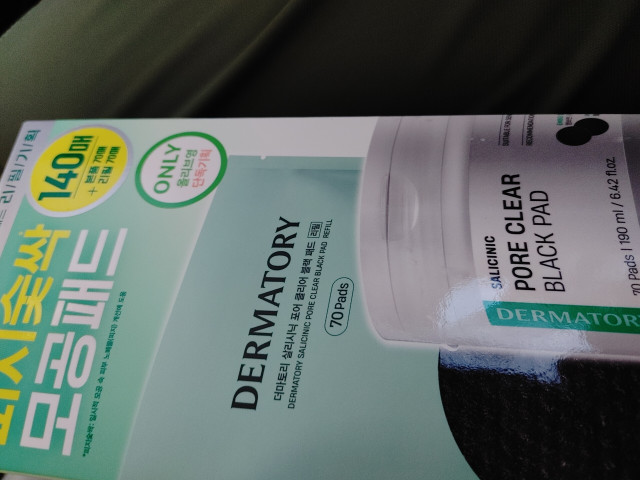 리/필/기/획
140매
본품 70매
+ 리필 70매
ONLY
올리브영
단독기획
피지숯싹
모공패드
DERMATORY
더마토리 살리시닉 포어 클리어 블랙 패드 리필
DERMATORY SALICINIC PORE CLEAR BLACK PAD REFILL
70 Pads
SALICINIC
PORE CLEAR
BLACK PAD
70 Pads | 190 ml / 6.42 fl.oz.
DERMATORY